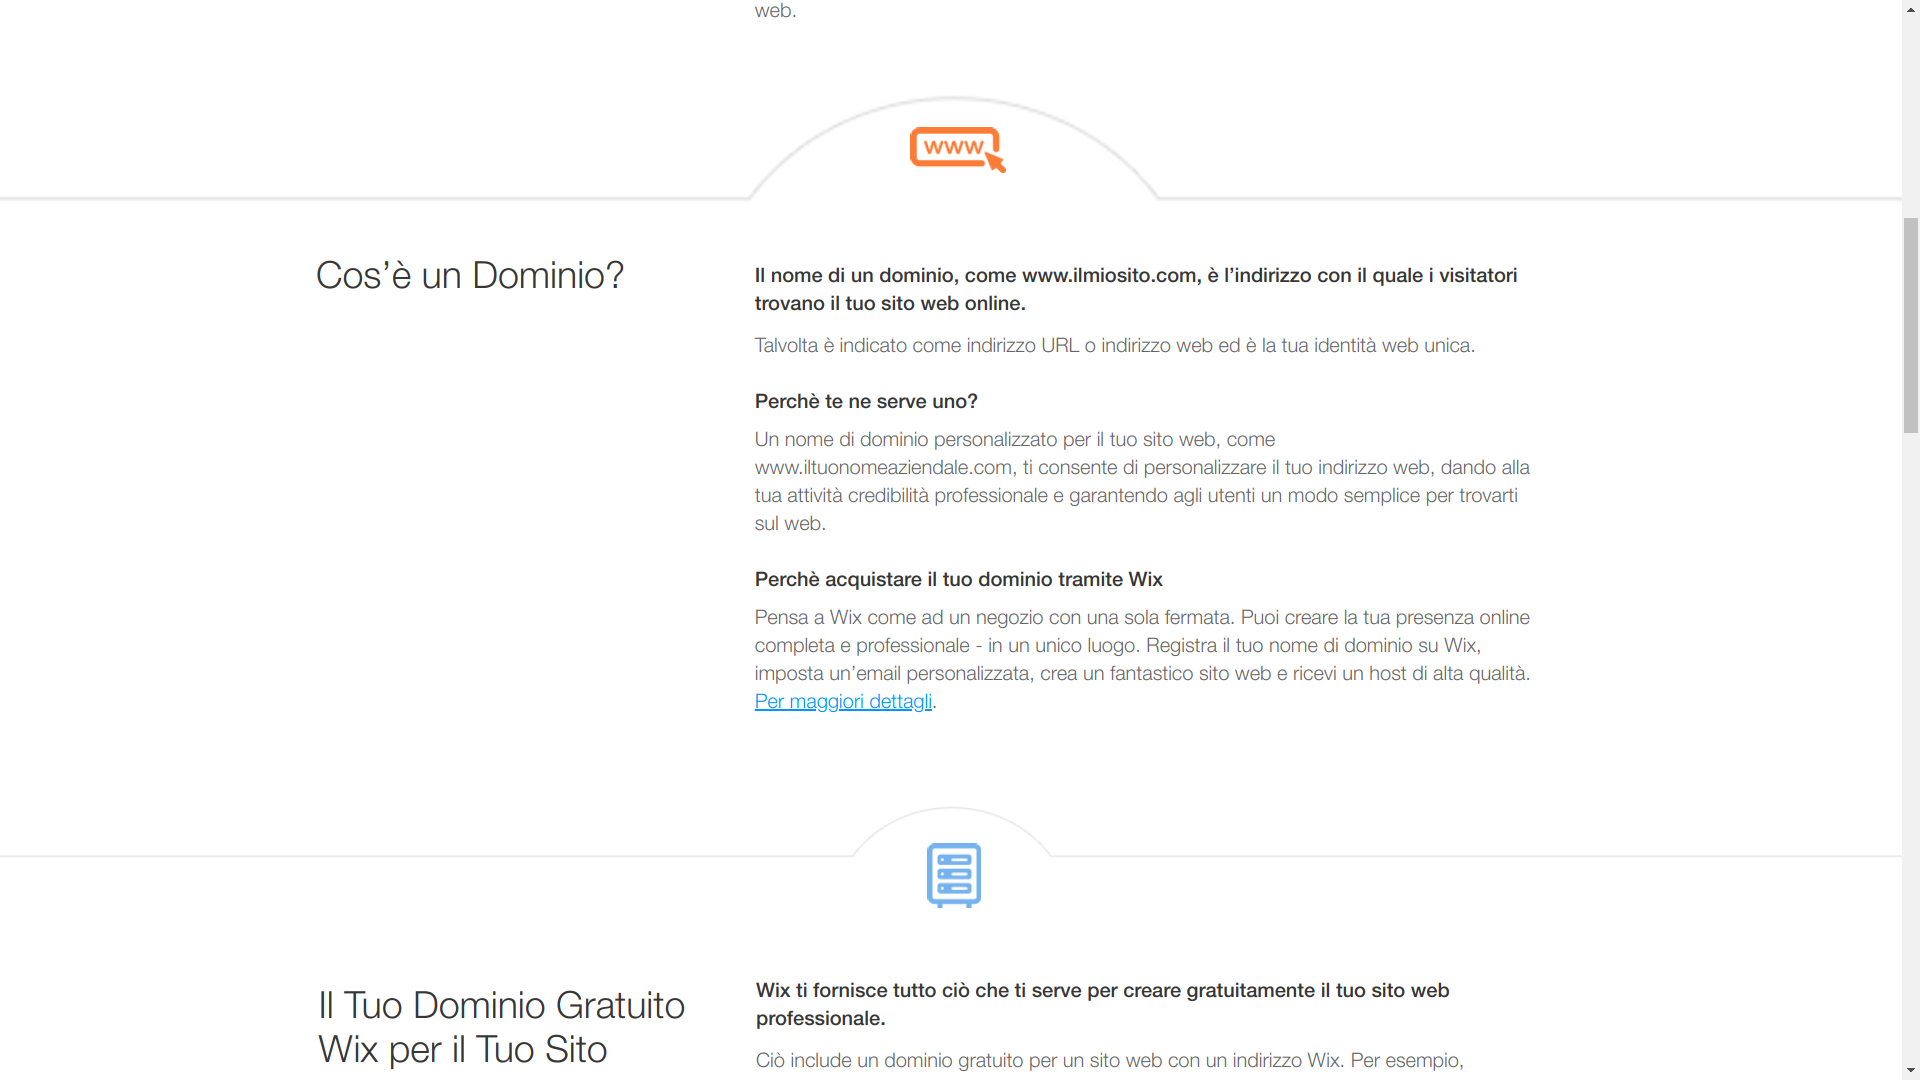 web.
www
Cos’è un Dominio?
Il nome di un dominio, come www.ilmiosito.com, è l’indirizzo con il quale i visitatori
trovano il tuo sito web online.
Talvolta è indicato come indirizzo URL o indirizzo web ed è la tua identità web unica.
Perchè te ne serve uno?
Un nome di dominio personalizzato per il tuo sito web, come
www.iltuonomeaziendale.com, ti consente di personalizzare il tuo indirizzo web, dando alla
tua attività credibilità professionale e garantendo agli utenti un modo semplice per trovarti
sul web.
Perchè acquistare il tuo dominio tramite Wix
Pensa a Wix come ad un negozio con una sola fermata. Puoi creare la tua presenza online
completa e professionale - in un unico luogo. Registra il tuo nome di dominio su Wix,
imposta un’email personalizzata, crea un fantastico sito web e ricevi un host di alta qualità.
Per maggiori dettagli.
Il Tuo Dominio Gratuito
Wix per il Tuo Sito
Wix ti fornisce tutto ciò che ti serve per creare gratuitamente il tuo sito web
professionale.
Ciò include un dominio gratuito per un sito web con un indirizzo Wix. Per esempio,